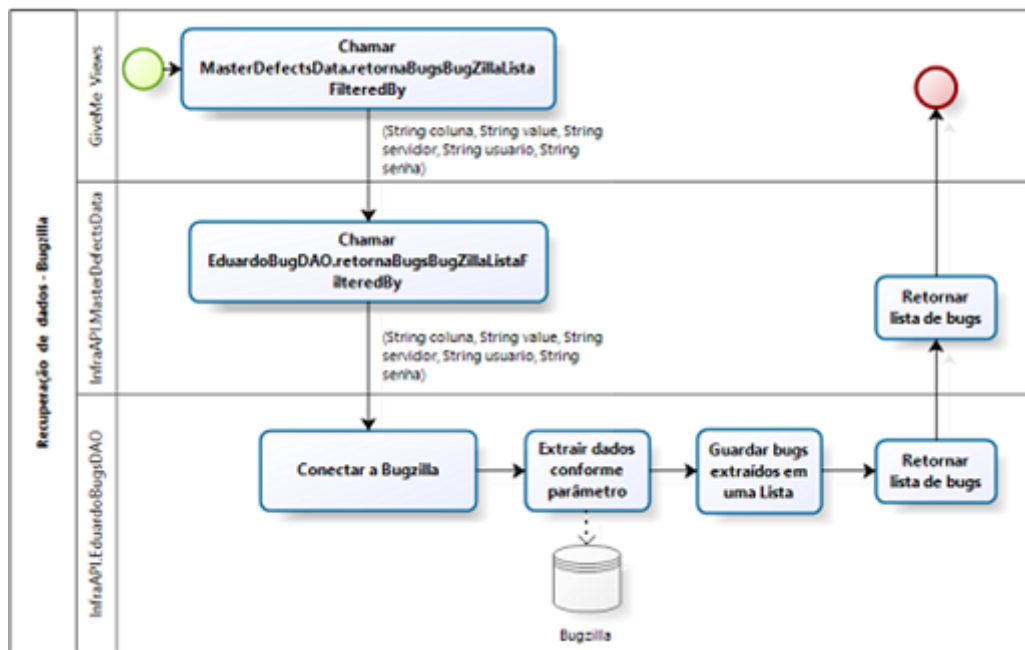 Recuperação de dados - Bugzilla
GiveMe Views
Chamar
MasterDefectsData.retornaBugsBugZillaLista
FilteredBy
(String coluna, String value, String
servidor, String usuario, String
senha)
InfraAPI.MasterDefectsData
Chamar
EduardoBugDAO.retornaBugsBugZillaListaF
ilteredBy
(String coluna, String value, String
servidor, String usuario, String
senha)
Retornar
lista de bugs
InfraAPI.EduardoBugsDAO
Conectar a Bugzilla
Extrair dados
conforme
parâmetro
Guardar bugs
extraídos em
uma Lista
Retornar
lista de bugs
Bugzilla